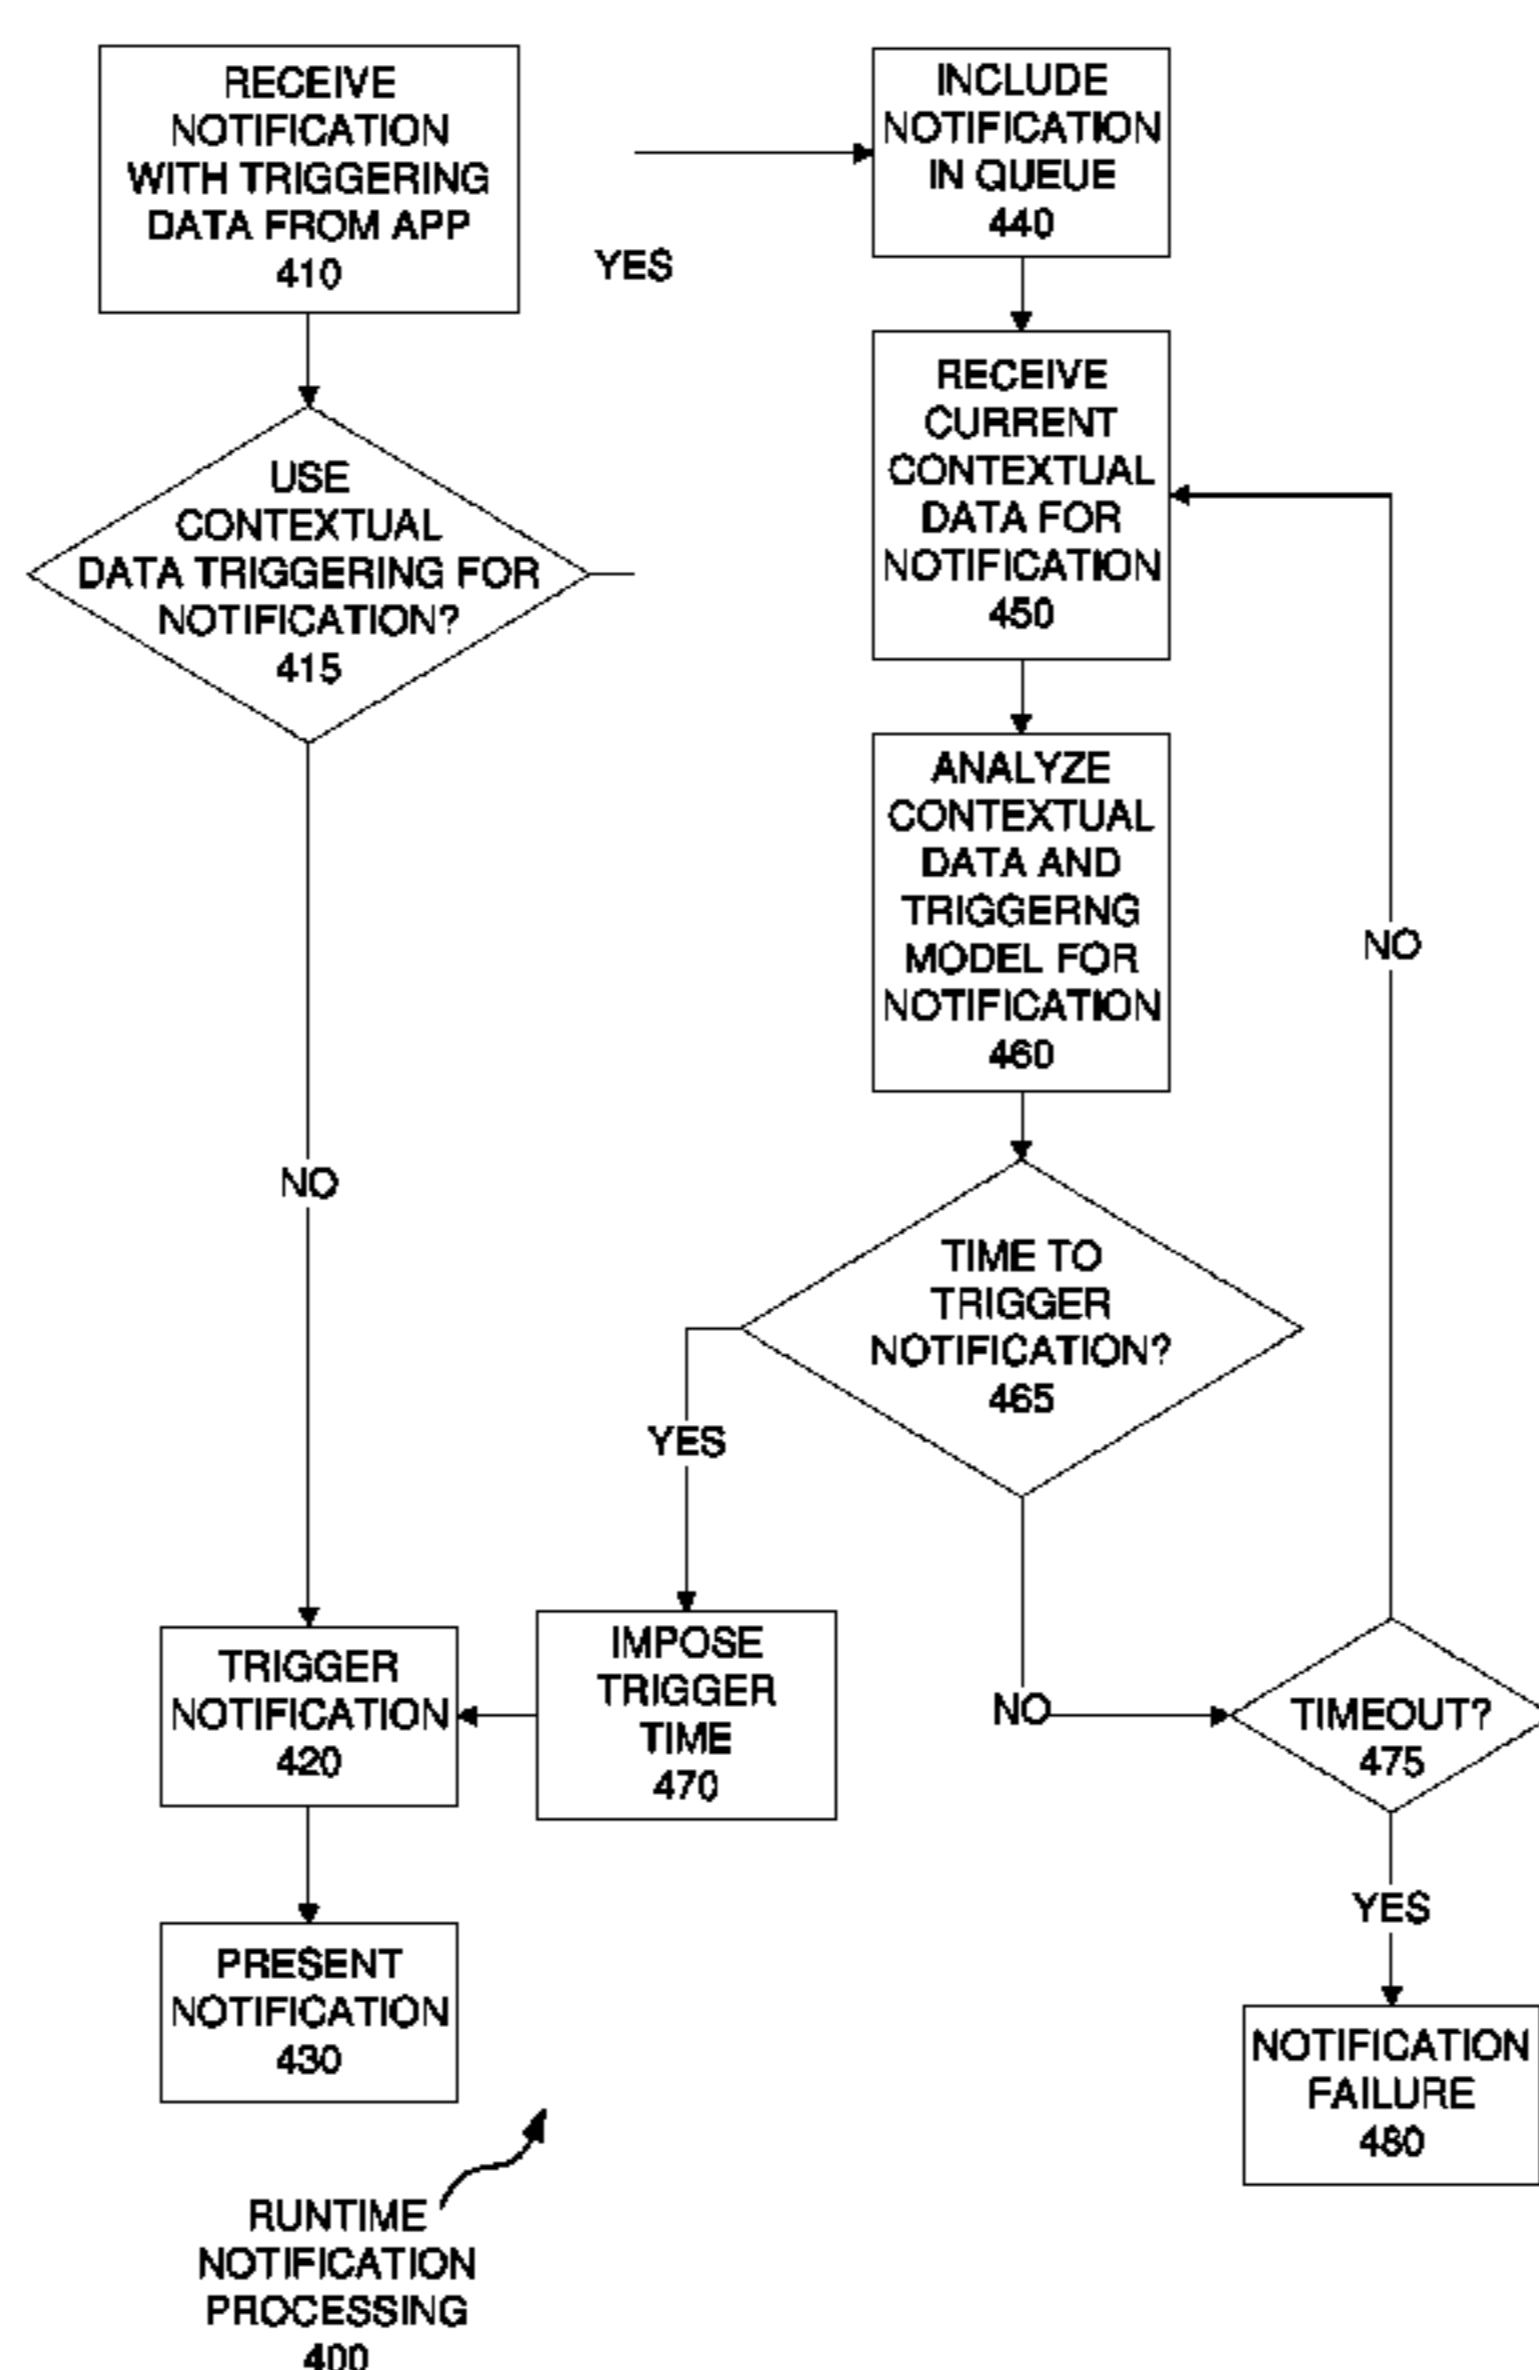 RECEIVE
NOTIFICATION
WITH TRIGGERING
DATA FROM APP
410
USE
CONTEXTUAL
DATA TRIGGERING FOR
NOTIFICATION?
415
YES
NO
INCLUDE
NOTIFICATION
IN QUEUE
440
RECEIVE
CURRENT
CONTEXTUAL
DATA FOR
NOTIFICATION
450
ANALYZE
CONTEXTUAL
DATA AND
TRIGGERNG
MODEL FOR
NOTIFICATION
460
TIME TO
TRIGGER
NOTIFICATION?
465
YES
NO
IMPOSE
TRIGGER
TIME
470
TRIGGER
NOTIFICATION
420
PRESENT
NOTIFICATION
430
TIMEOUT?
475
NO
YES
NOTIFICATION
FAILURE
480
RUNTIME
NOTIFICATION
PROCESSING
400